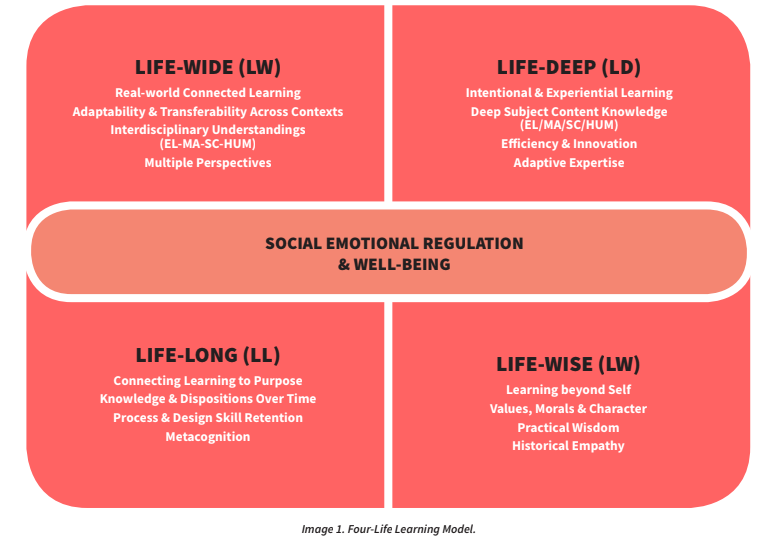 LIFE-WIDE (LW)
Real-world Connected Learning
Adaptability & Transferability Across Contexts
Interdisciplinary Understandings
(EL-MA-SC-HUM)
Multiple Perspectives
LIFE-DEEP (LD)
Intentional & Experiential Learning
Deep Subject Content Knowledge
(EL/MA/SC/HUM)
Efficiency & Innovation
Adaptive Expertise
SOCIAL EMOTIONAL REGULATION
& WELL-BEING
LIFE-LONG (LL)
Connecting Learning to Purpose
Knowledge & Dispositions Over Time
Process & Design Skill Retention
Metacognition
LIFE-WISE (LW)
Learning beyond Self
Values, Morals & Character
Practical Wisdom
Historical Empathy
Image 1. Four-Life Learning Model.